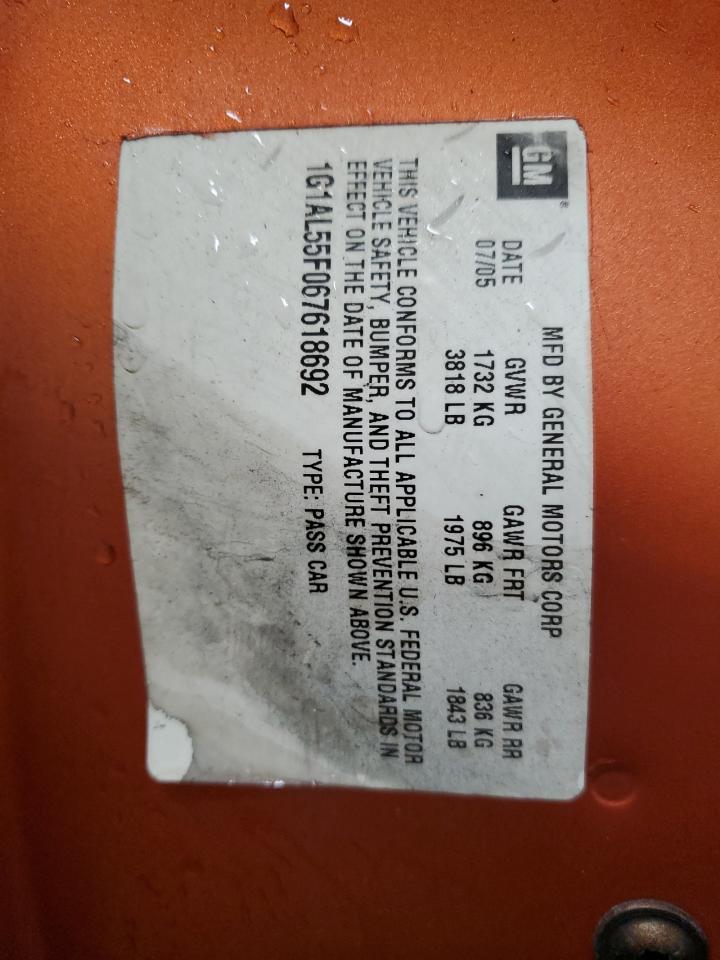 GM
MFD BY GENERAL MOTORS CORP
DATE GVWR GAWR FRT GAWR RR
07/05 1732 KG 896 KG 836 KG
3818 LB 1975 LB 1843 LB
THIS VEHICLE CONFORMS TO ALL APPLICABLE U.S. FEDERAL MOTOR
VEHICLE SAFETY, BUMPER, AND THEFT PREVENTION STANDARDS IN
EFFECT ON THE DATE OF MANUFACTURE SHOWN ABOVE.
1G1AL55F067618692 TYPE: PASS CAR